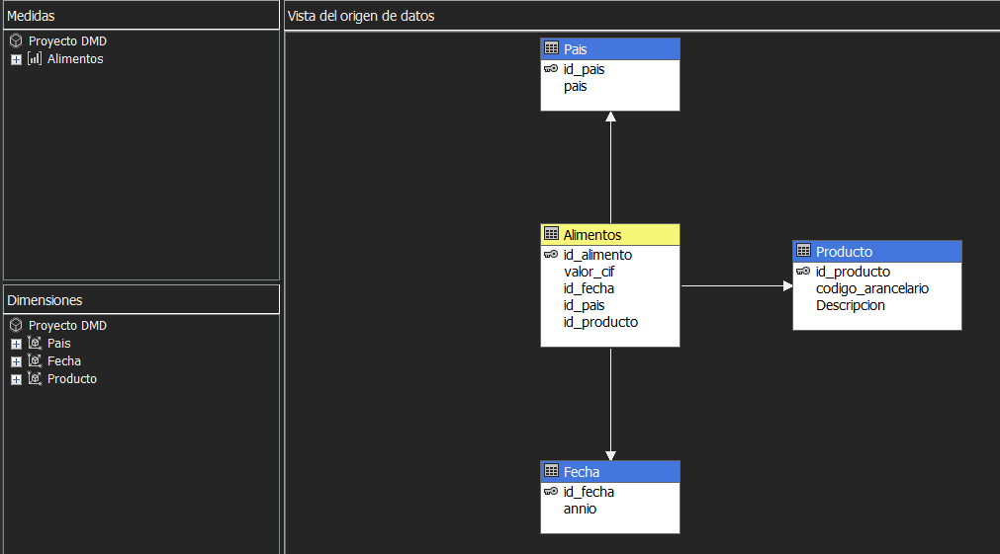 Medidas
Proyecto DMD
Alimentos
Dimensiones
Proyecto DMD
Pais
Fecha
Producto
Vista del origen de datos
Pais
id_pais
pais
Alimentos
id_alimento
valor_cif
id_fecha
id_pais
id_producto
Producto
id_producto
codigo_arancelario
Descripcion
Fecha
id_fecha
annio